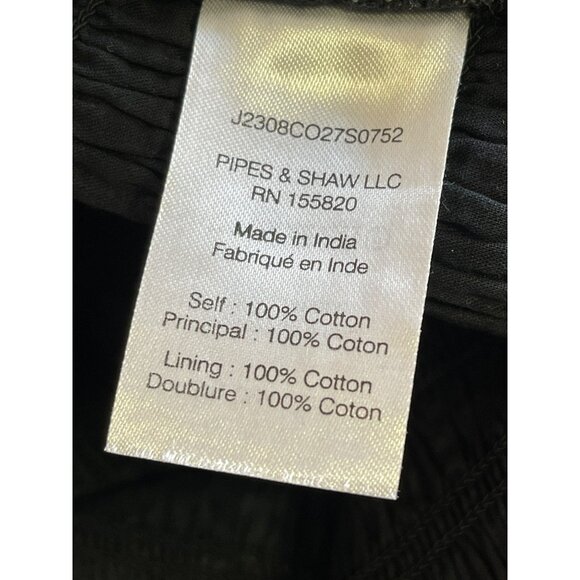 J2308CO27S0752
PIPES & SHAW LLC
RN 155820
Made in India
Fabriqué en Inde
Self : 100% Cotton
Principal : 100% Coton
Lining : 100% Cotton
Doublure : 100% Coton